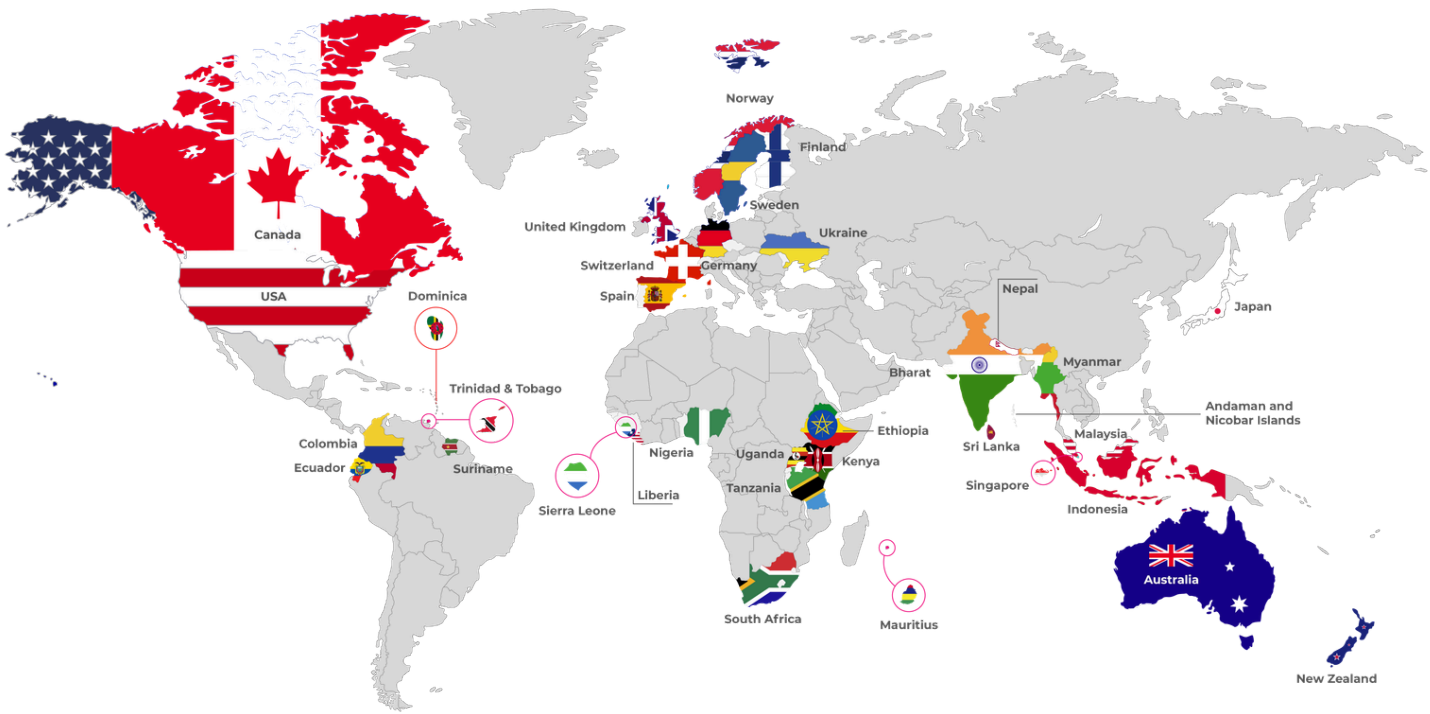 Norway
Finland
Sweden
United Kingdom
Ukraine
Canada
Switzerland
Germany
Nepal
USA
Dominica
Spain
Japan
Myanmar
Bharat
Trinidad & Tobago
Andaman and
Nicobar Islands
Colombia
Ethiopia
Malaysia
Sri Lanka
Nigeria
Uganda
Kenya
Ecuador
Suriname
Singapore
Tanzania
Liberia
Sierra Leone
Indonesia
Australia
South Africa
Mauritius
New Zealand